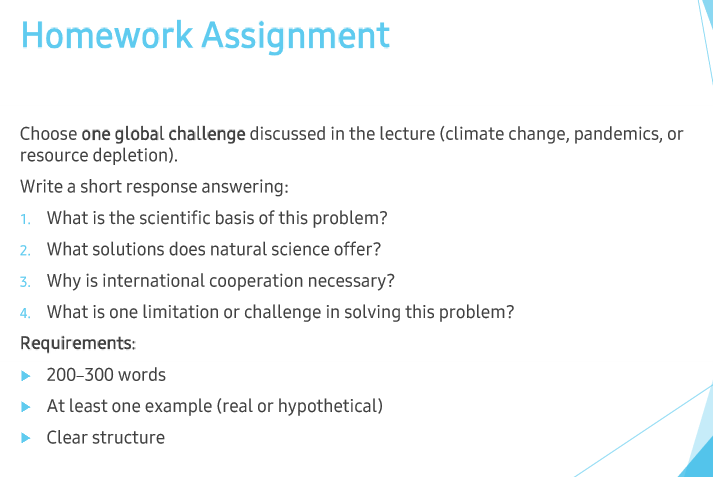 Homework Assignment
Choose one global challenge discussed in the lecture (climate change, pandemics, or
resource depletion).
Write a short response answering:
1. What is the scientific basis of this problem?
2. What solutions does natural science offer?
3. Why is international cooperation necessary?
4. What is one limitation or challenge in solving this problem?
Requirements:
200–300 words
At least one example (real or hypothetical)
Clear structure